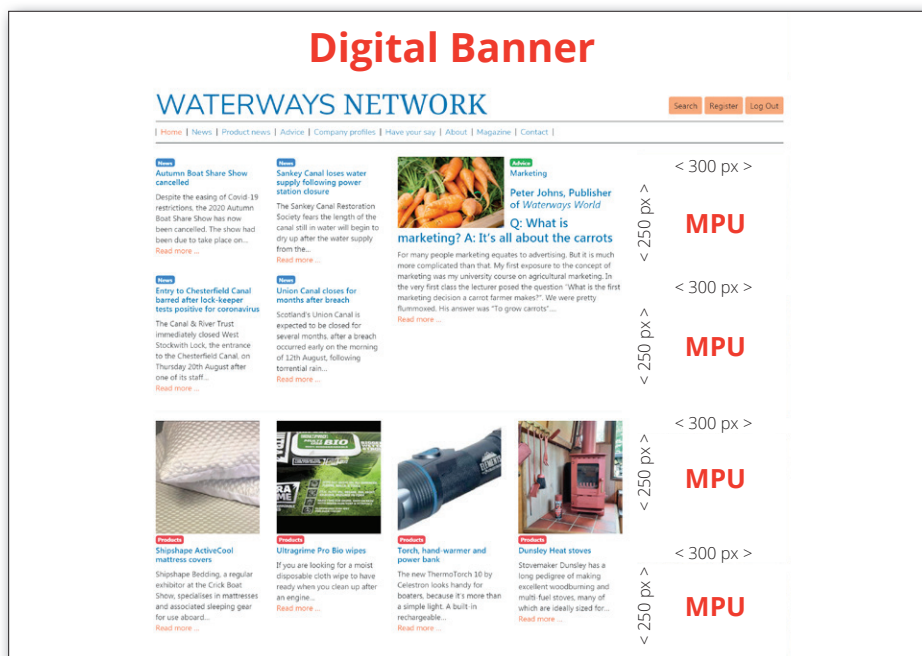 Digital Banner
WATERWAYS NETWORK
Search Register Log Out
| Home | News | Product news | Advice | Company profiles | Have your say | About | Magazine | Contact |
News
Autumn Boat Share Show
cancelled
Despite the easing of Covid-19
restrictions, the 2020 Autumn
Boat Share Show has now
been cancelled. The show had
been due to take place on...
Read more ...
News
Sankey Canal loses water
supply following power
station closure
The Sankey Canal Restoration
Society fears the length of the
canal still in water will begin to
dry up after the water supply
from the...
Read more ...
Advice
Marketing
Peter Johns, Publisher
of Waterways World
Q: What is
marketing? A: It's all about the carrots
For many people marketing equates to advertising. But it is much
more complicated than that. My first exposure to the concept of
marketing was my university course on agricultural marketing. In
the very first class the lecturer posed the question "What is the first
marketing decision a carrot farmer makes?". We were pretty
flummoxed. His answer was "To grow carrots"....
Read more ...
News
Entry to Chesterfield Canal
barred after lock-keeper
tests positive for coronavirus
The Canal & River Trust
immediately closed West
Stockwith Lock, the entrance
to the Chesterfield Canal, on
Thursday 20th August after
one of its staff...
Read more ...
News
Union Canal closes for
months after breach
Scotland's Union Canal is
expected to be closed for
several months, after a breach
occurred early on the morning
of 12th August, following
torrential rain...
Read more ...
< 300 px >
< 250 px >
MPU
< 300 px >
< 250 px >
MPU
BIO
Products
Shipshape ActiveCool
mattress covers
Shipshape Bedding, a regular
exhibitor at the Crick Boat
Show, specialises in mattresses
and associated sleeping gear
for use aboard...
Read more ...
Products
Ultragrime Pro Bio wipes
If you are looking for a moist
disposable cloth wipe to have
ready when you clean up after
an engine...
Read more ...
Products
Torch, hand-warmer and
power bank
The new ThermoTorch 10 by
Celestron looks handy for
boaters, because it's more than
a simple light. A built-in
rechargeable...
Read more ...
Products
Dunsley Heat stoves
Stovemaker Dunsley has a
long pedigree of making
excellent woodburning and
multi-fuel stoves, many of
which are ideally sized for...
Read more ...
< 300 px >
< 250 px >
MPU
< 300 px >
< 250 px >
MPU